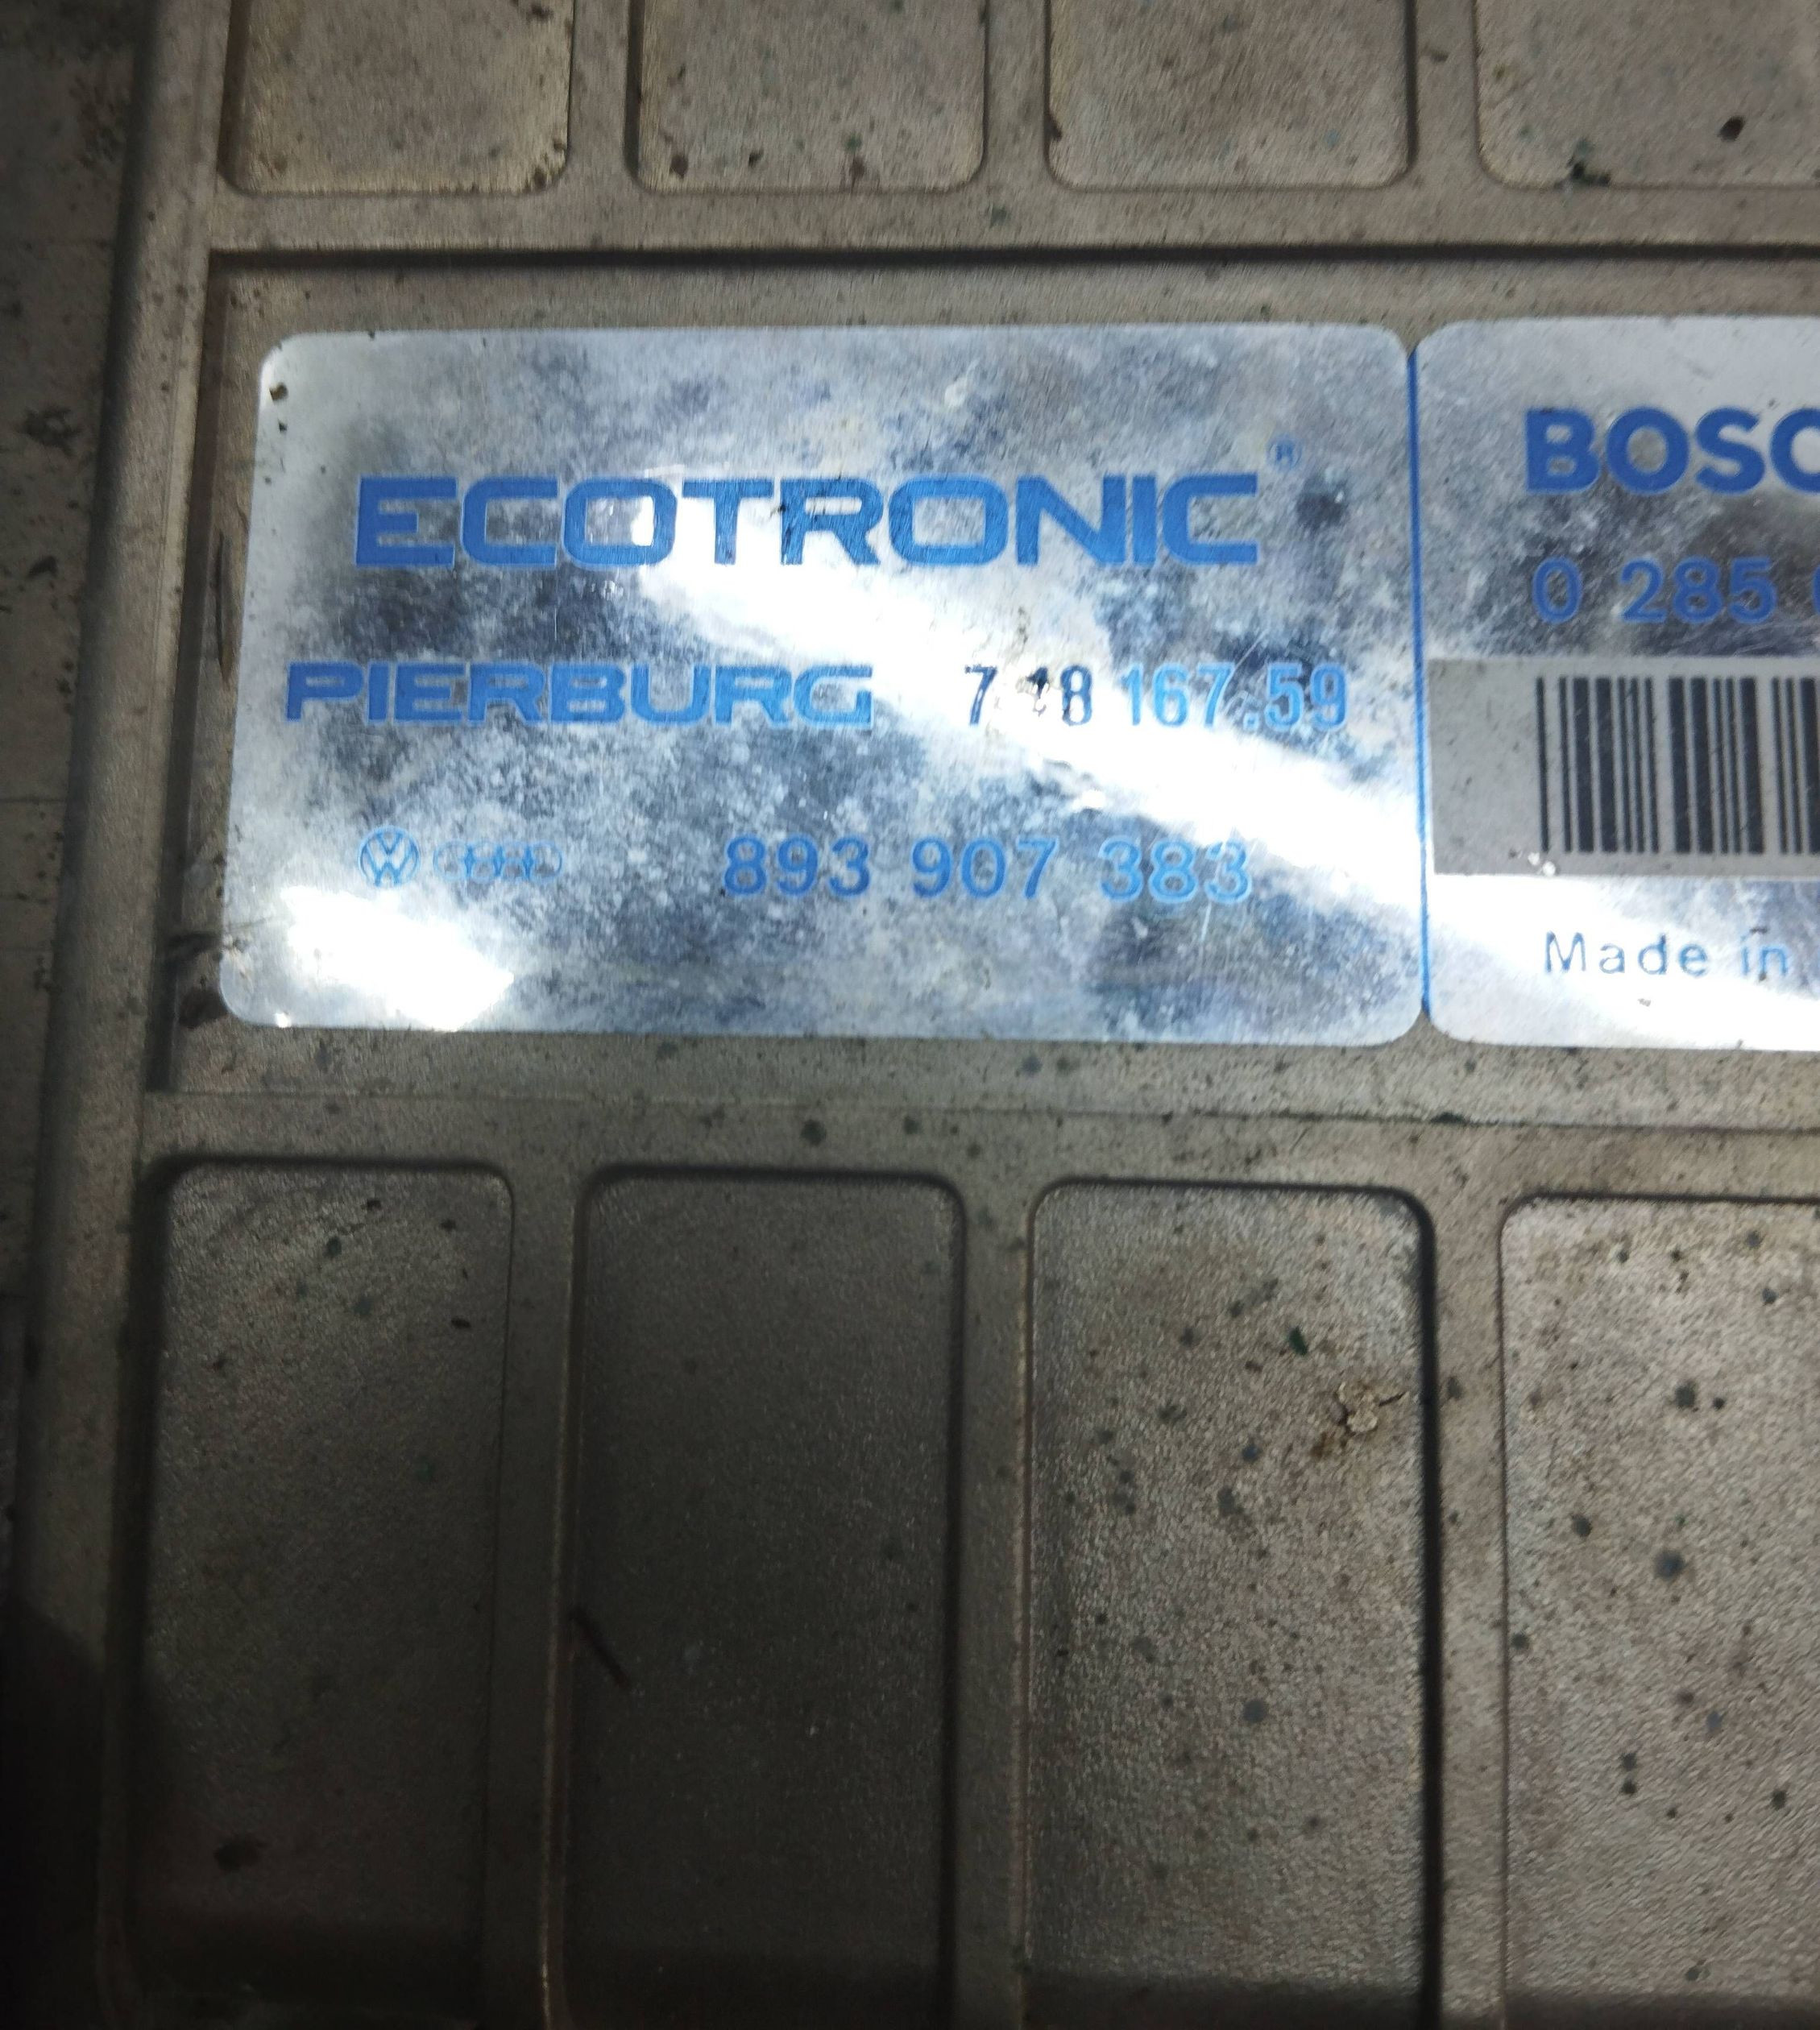 ECOTRONIC®
PIERBURG 7 18 167.59
893 907 383
BOSC
0 285
Made in